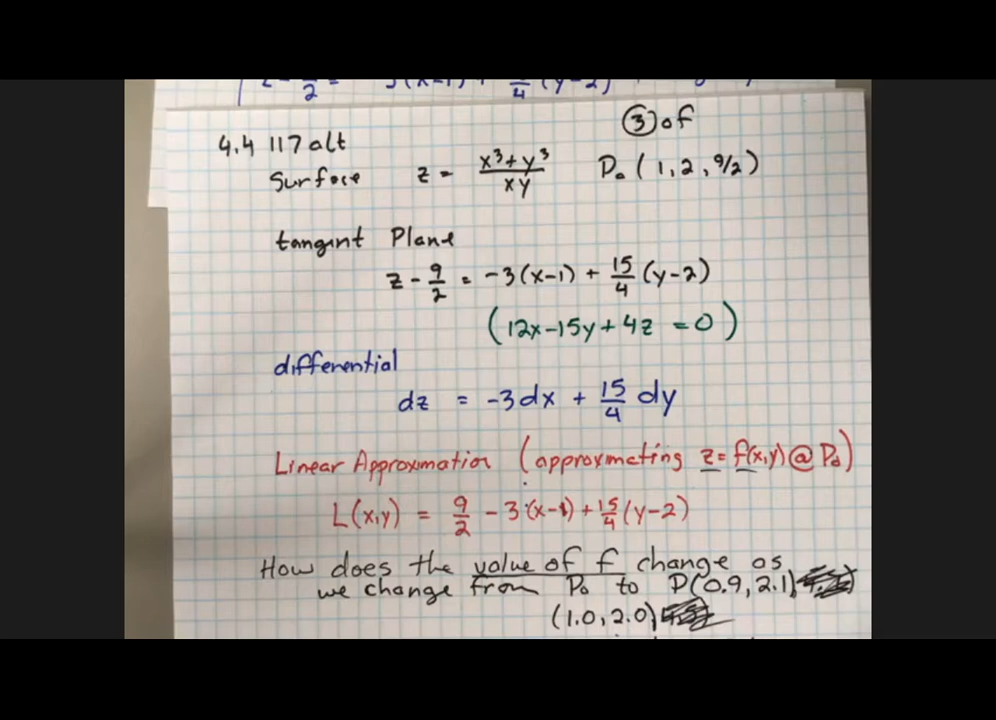 4.4 117 alt
③ of
Surface z = x³+y³/xy P₀ (1, 2, 9/2)
tangent Plane
z - 9/2 = -3(x-1) + 15/4 (y-2)
(12x-15y+4z = 0)
differential
dz = -3dx + 15/4 dy
Linear Approximation (approximating z = f(x,y) @ P₀)
L(x,y) = 9/2 - 3(x-1) + 15/4 (y-2)
How does the value of f change as
we change from P₀ to P(0.9, 2.1)
(1.0, 2.0)